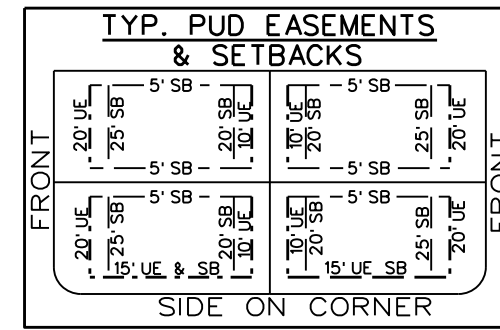 TYP. PUD EASEMENTS
& SETBACKS
5' SB
5' SB
20' UE
25' SB
20' SB
10' UE
10' UE
20' SB
25' SB
20' UE
5' SB
5' SB
FRONT
FRONT
5' SB
5' SB
20' UE
25' SB
20' SB
10' UE
10' UE
20' SB
25' SB
20' UE
15' UE & SB
15' UE SB
SIDE ON CORNER